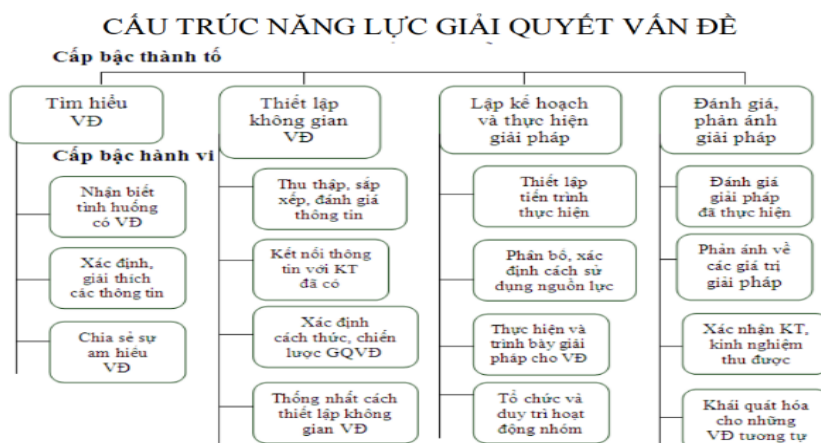 CẤU TRÚC NĂNG LỰC GIẢI QUYẾT VẤN ĐỀ
Cấp bậc thành tố
Tìm hiểu
VĐ
Thiết lập
không gian
VĐ
Lập kế hoạch
và thực hiện
giải pháp
Đánh giá,
phản ánh
giải pháp
Cấp bậc hành vi
Nhận biết
tình huống
có VĐ
Xác định,
giải thích
các thông tin
Chia sẻ sự
am hiểu
VĐ
Thu thập, sắp
xếp, đánh giá
thông tin
Kết nối thông
tin với KT
đã có
Xác định
cách thức, chiến
lược GQVĐ
Thống nhất cách
thiết lập không
gian VĐ
Thiết lập
tiến trình
thực hiện
Phân bổ, xác
định cách sử
dụng nguồn lực
Thực hiện và
trình bày giải
pháp cho VĐ
Tổ chức và
duy trì hoạt
động nhóm
Đánh giá
giải pháp
đã thực hiện
Phản ánh về
các giá trị
giải pháp
Xác nhận KT,
kinh nghiệm
thu được
Khái quát hóa
cho những
VĐ tương tự